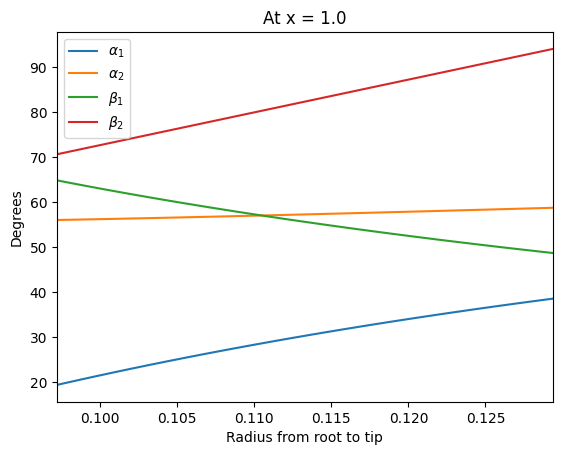 At x = 1.0
α₁
α₂
β₁
β₂
90
80
70
60
50
40
30
20
Degrees
0.100 0.105 0.110 0.115 0.120 0.125
Radius from root to tip